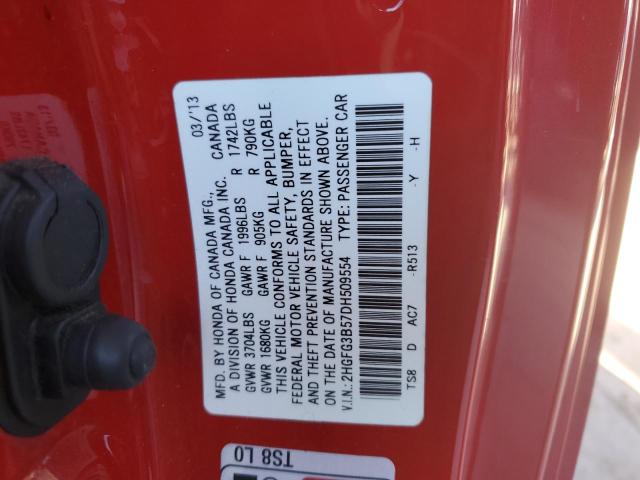 MFD. BY HONDA OF CANADA MFG., 03/'13
A DIVISION OF HONDA CANADA INC. CANADA
GVWR 3704LBS GAWR F 1996LBS R 1742LBS
GVWR 1680KG GAWR F 905KG R 790KG
THIS VEHICLE CONFORMS TO ALL APPLICABLE
FEDERAL MOTOR VEHICLE SAFETY, BUMPER,
AND THEFT PREVENTION STANDARDS IN EFFECT
ON THE DATE OF MANUFACTURE SHOWN ABOVE.
V.I.N.:2HGFG3B57DH509554 TYPE: PASSENGER CAR
TS8 D AC7 -R513 -Y -H
TS8 L0